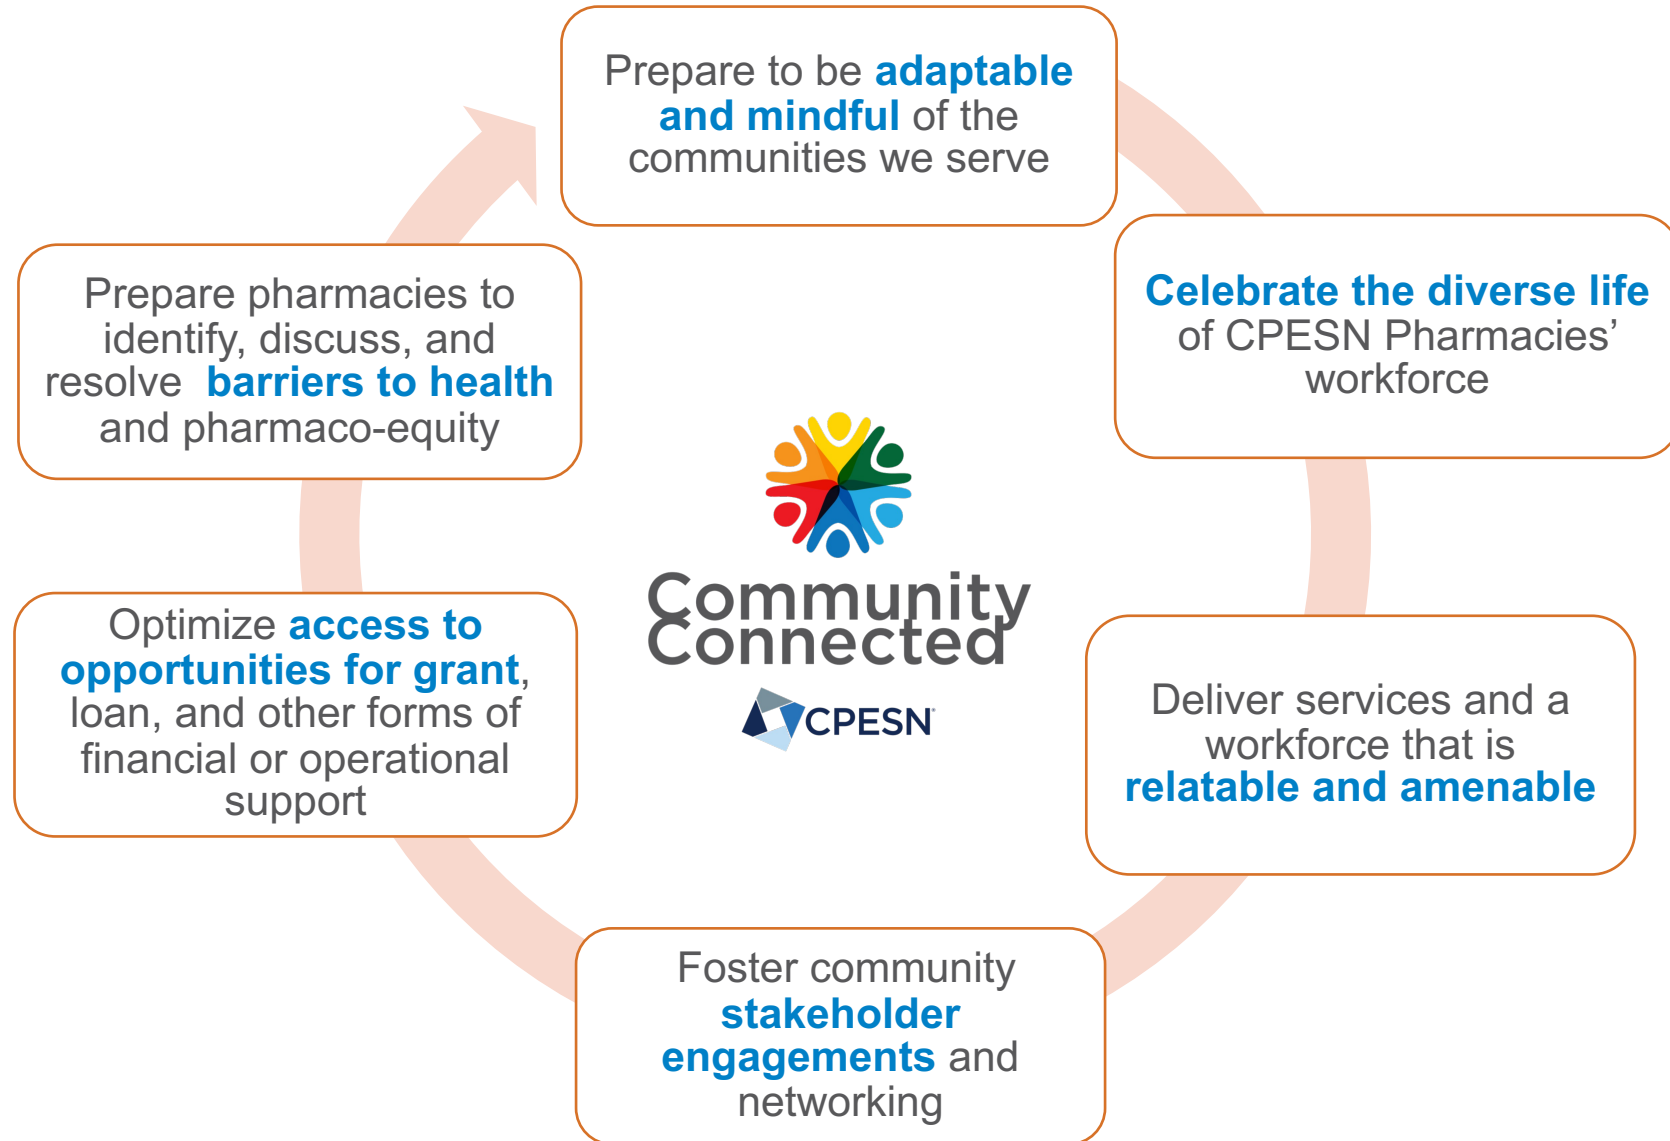 Prepare to be adaptable
and mindful of the
communities we serve
Celebrate the diverse life
of CPESN Pharmacies’
workforce
Deliver services and a
workforce that is
relatable and amenable
Foster community
stakeholder
engagements and
networking
Optimize access to
opportunities for grant,
loan, and other forms of
financial or operational
support
Prepare pharmacies to
identify, discuss, and
resolve  barriers to health
and pharmaco-equity
Community
Connected
CPESN